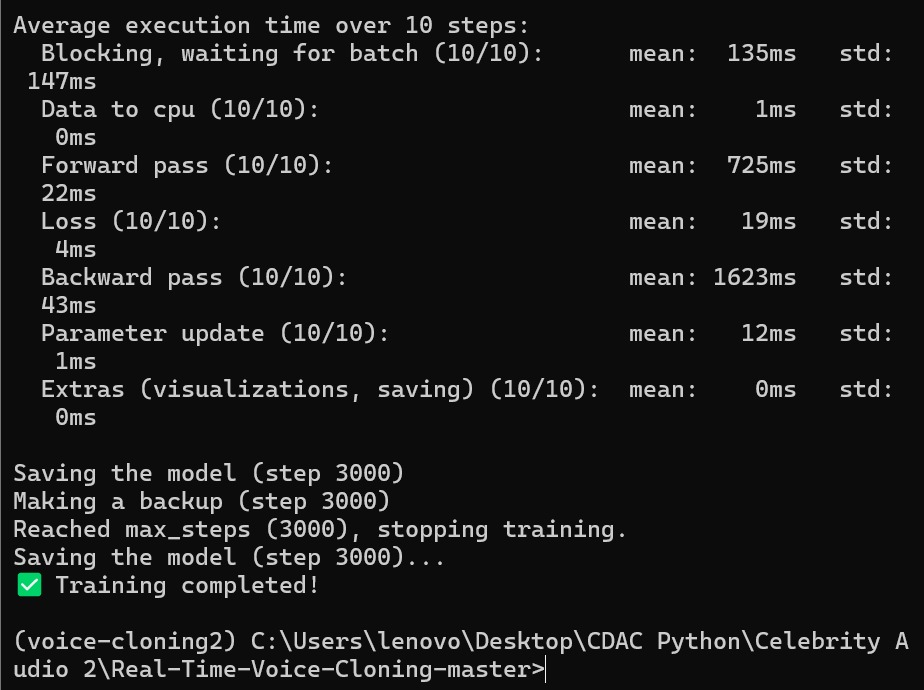 Average execution time over 10 steps:
  Blocking, waiting for batch (10/10):      mean:  135ms   std:
 147ms
  Data to cpu (10/10):                      mean:    1ms   std:
   0ms
  Forward pass (10/10):                     mean:  725ms   std:
  22ms
  Loss (10/10):                             mean:   19ms   std:
   4ms
  Backward pass (10/10):                    mean: 1623ms   std:
  43ms
  Parameter update (10/10):                 mean:   12ms   std:
   1ms
  Extras (visualizations, saving) (10/10):  mean:    0ms   std:
   0ms

Saving the model (step 3000)
Making a backup (step 3000)
Reached max_steps (3000), stopping training.
Saving the model (step 3000)...
✅ Training completed!

(voice-cloning2) C:\Users\lenovo\Desktop\CDAC Python\Celebrity A
udio 2\Real-Time-Voice-Cloning-master>